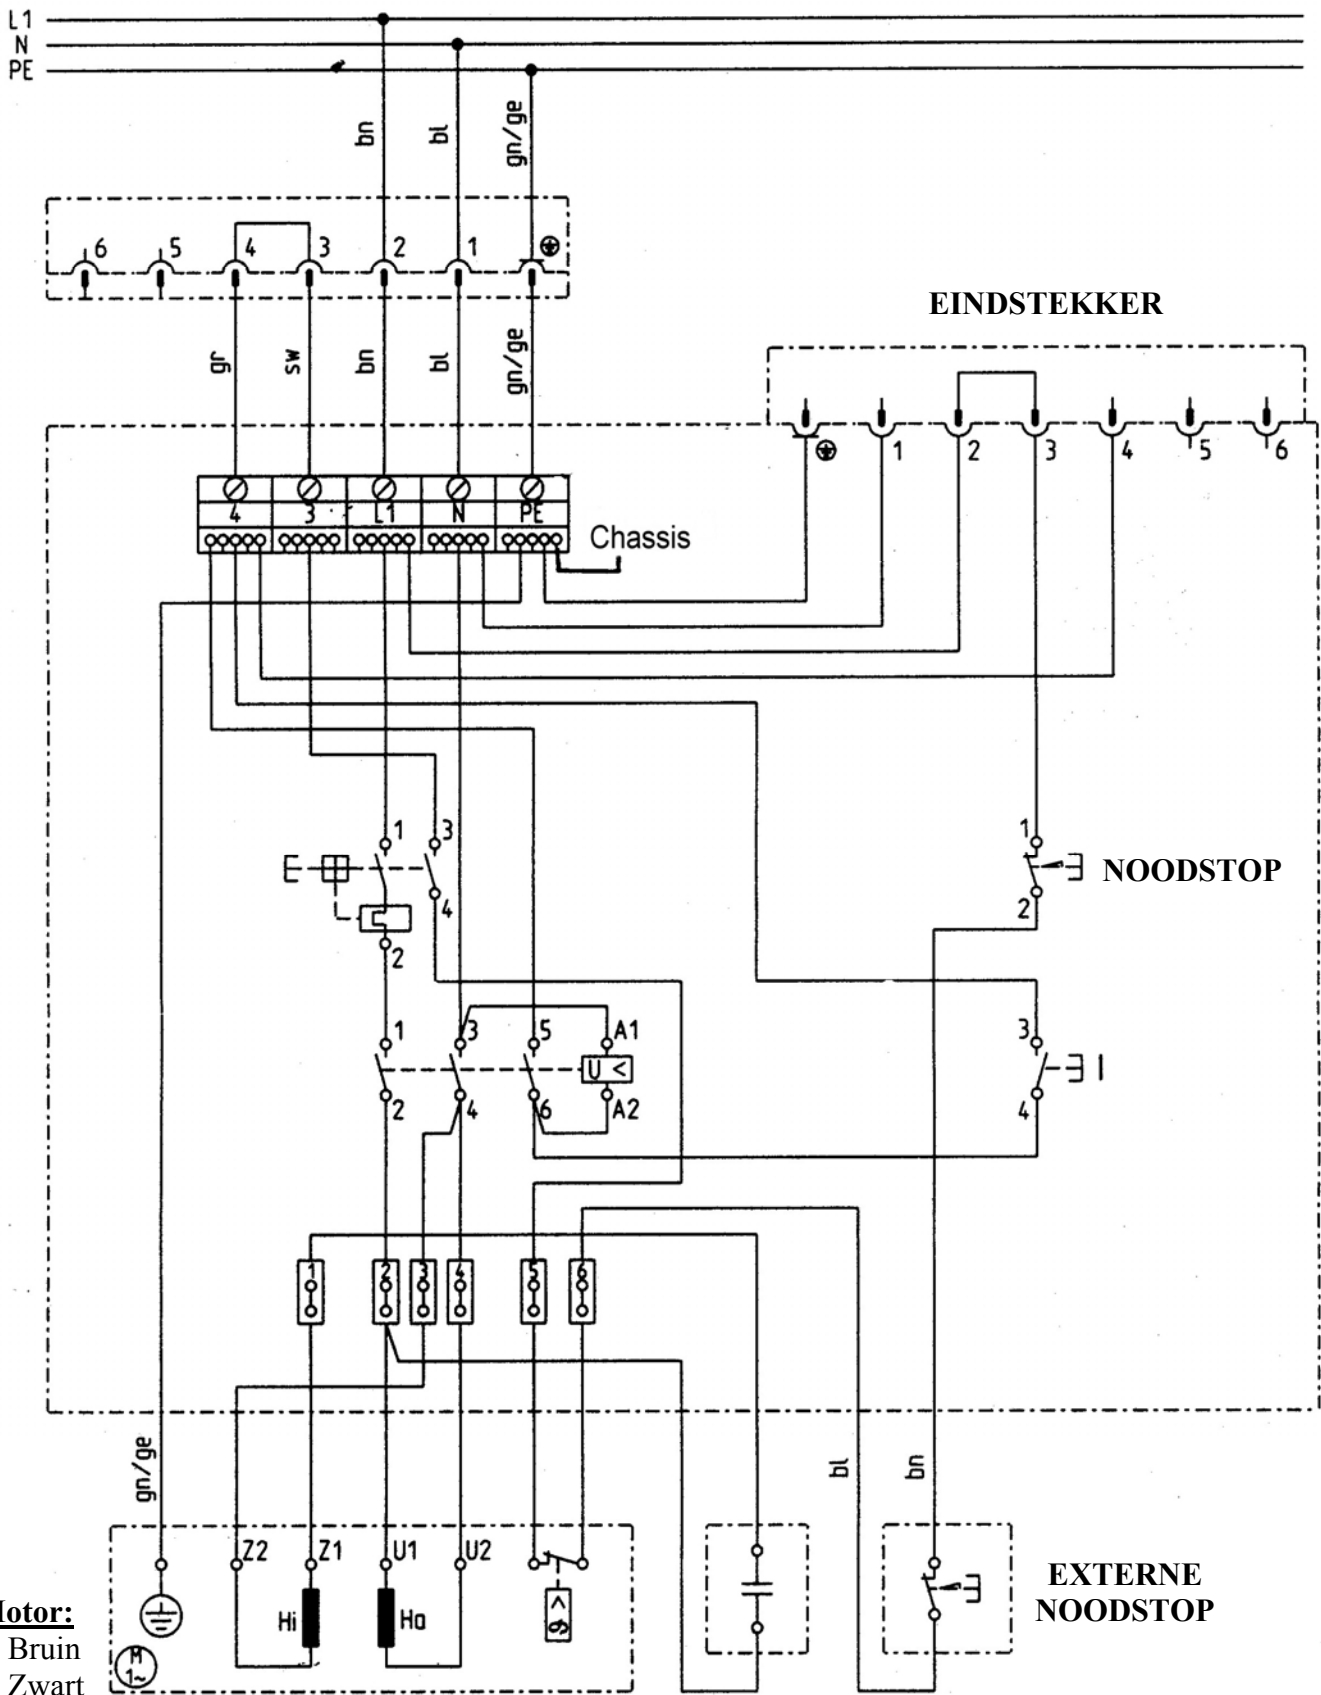 L1
N
PE
bn bl gn/ge
6 5 4 3 2 1
gr sw bn bl gn/ge
EINDSTEKKER
1 2 3 4 5 6
4 3 L1 N PE
Chassis
1 3
1
NOODSTOP
4
2
2
1 3 5 A1
3
U <
2 4 6 A2
4
1 2 3 4 5 6
gn/ge bl bn
Z2 Z1 U1 U2
EXTERNE
NOODSTOP
Hi Ha
M
1~
Bruin
Zwart